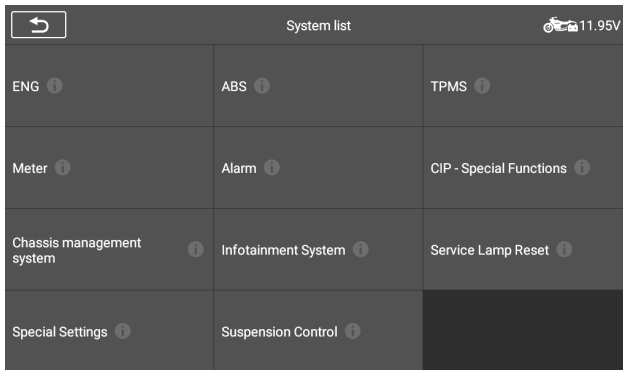 System list
11.95V
ENG
ABS
TPMS
Meter
Alarm
CIP - Special Functions
Chassis management
system
Infotainment System
Service Lamp Reset
Special Settings
Suspension Control